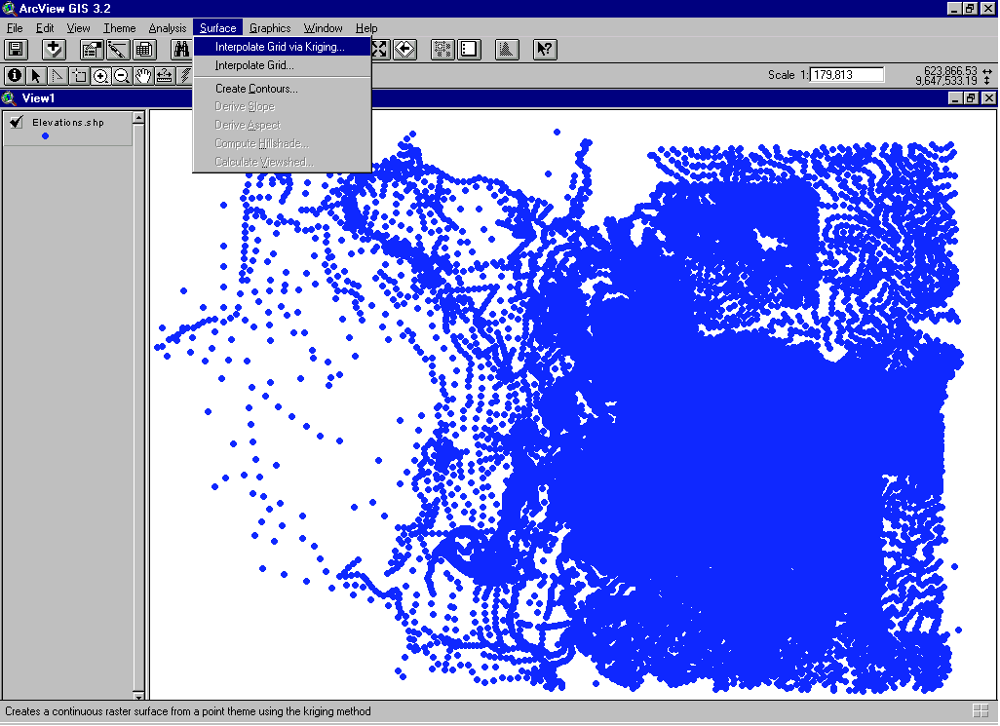 ArcView GIS 3.2
File Edit View Theme Analysis Surface Graphics Window Help
Interpolate Grid via Kriging...
Interpolate Grid...
Create Contours...
Derive Slope
Derive Aspect
Compute Hillshade...
Calculate Viewshed...
Scale 1: 179,813
623,866.53
9,647,533.19
View1
Elevations.shp
Creates a continuous raster surface from a point theme using the kriging method